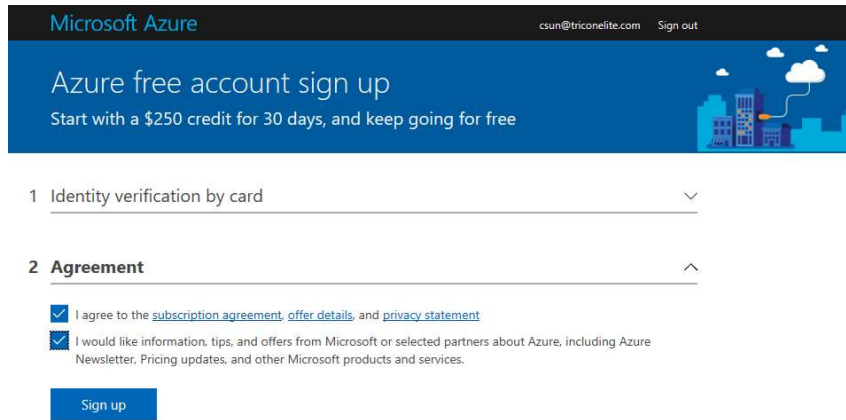 Microsoft Azure
csun@triconelite.com Sign out
Azure free account sign up
Start with a $250 credit for 30 days, and keep going for free
1 Identity verification by card
2 Agreement
I agree to the subscription agreement, offer details, and privacy statement
I would like information, tips, and offers from Microsoft or selected partners about Azure, including Azure
Newsletter, Pricing updates, and other Microsoft products and services.
Sign up